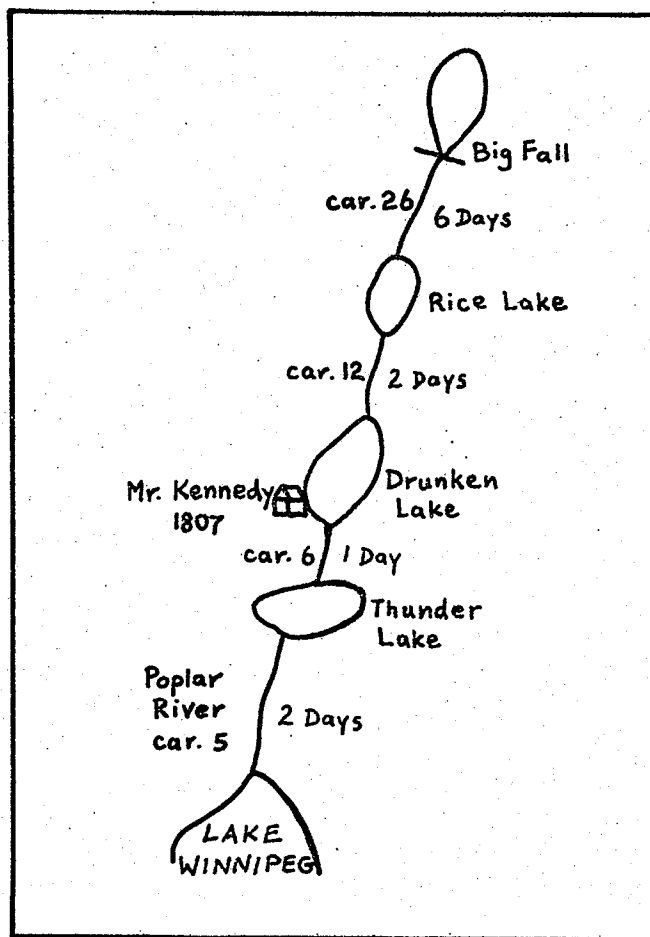 Big Fall
car. 26
6 Days
Rice Lake
car. 12
2 Days
Mr. Kennedy
1807
Drunken
Lake
car. 6
1 Day
Thunder
Lake
Poplar
River
car. 5
2 Days
LAKE
WINNIPEG